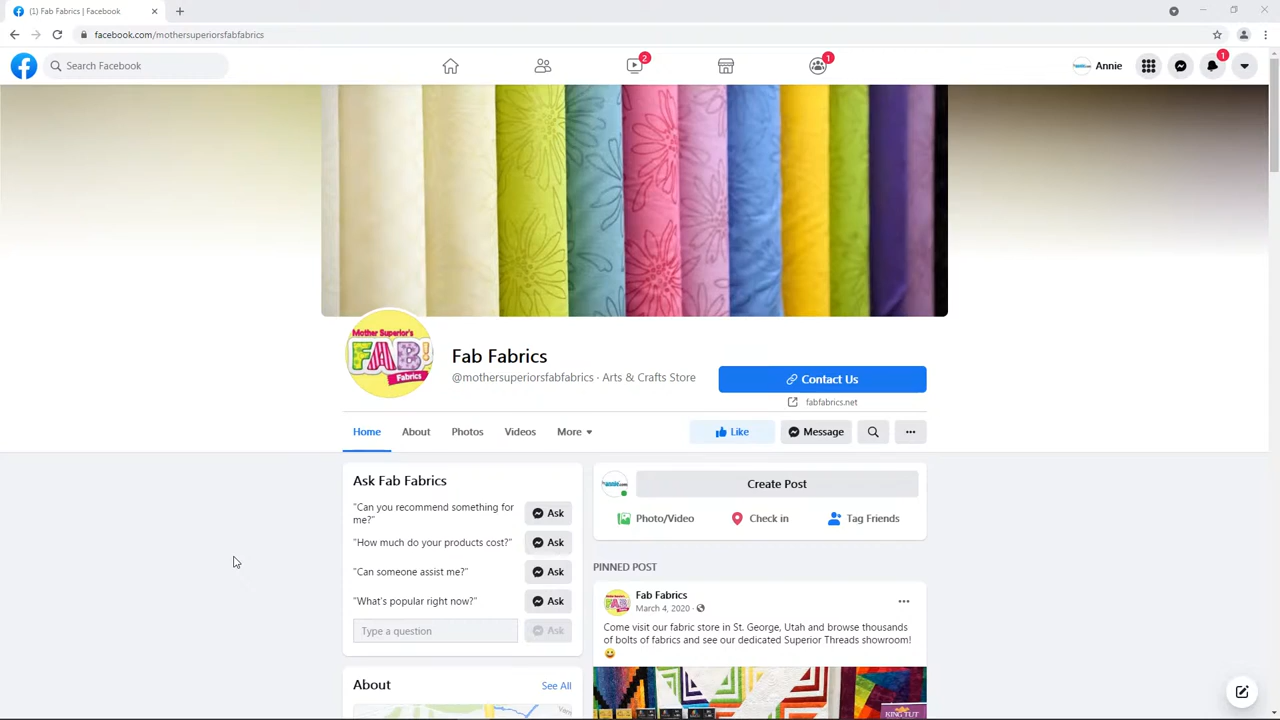 (1) Fab Fabrics | Facebook
facebook.com/mothersuperiorsfabfabrics
Search Facebook
2
1
Annie
1
Mother Superior's
FAB!
Fabrics
Fab Fabrics
@mothersuperiorsfabfabrics · Arts & Crafts Store
Contact Us
fabfabrics.net
Home
About
Photos
Videos
More
Like
Message
Ask Fab Fabrics
"Can you recommend something for
me?"
Ask
"How much do your products cost?"
Ask
"Can someone assist me?"
Ask
"What's popular right now?"
Ask
Type a question
Ask
About
See All
Create Post
Photo/Video
Check in
Tag Friends
PINNED POST
FAB
Fab Fabrics
March 4, 2020 ·
Come visit our fabric store in St. George, Utah and browse thousands
of bolts of fabrics and see our dedicated Superior Threads showroom!
KING TUT